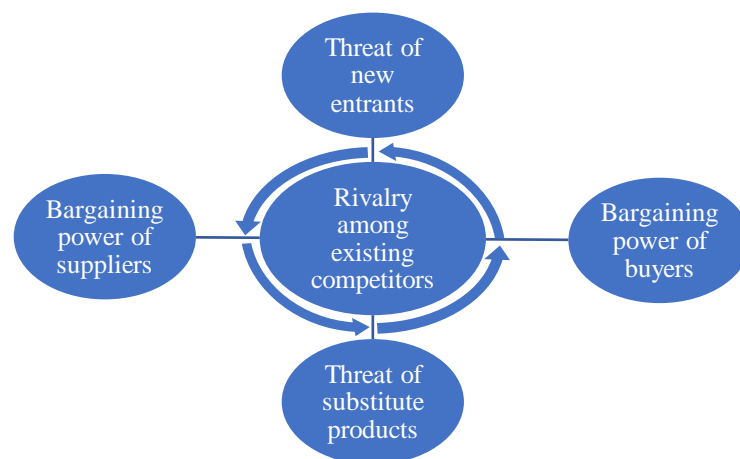 Threat of
new
entrants
Bargaining
power of
suppliers
Rivalry
among
existing
competitors
Bargaining
power of
buyers
Threat of
substitute
products